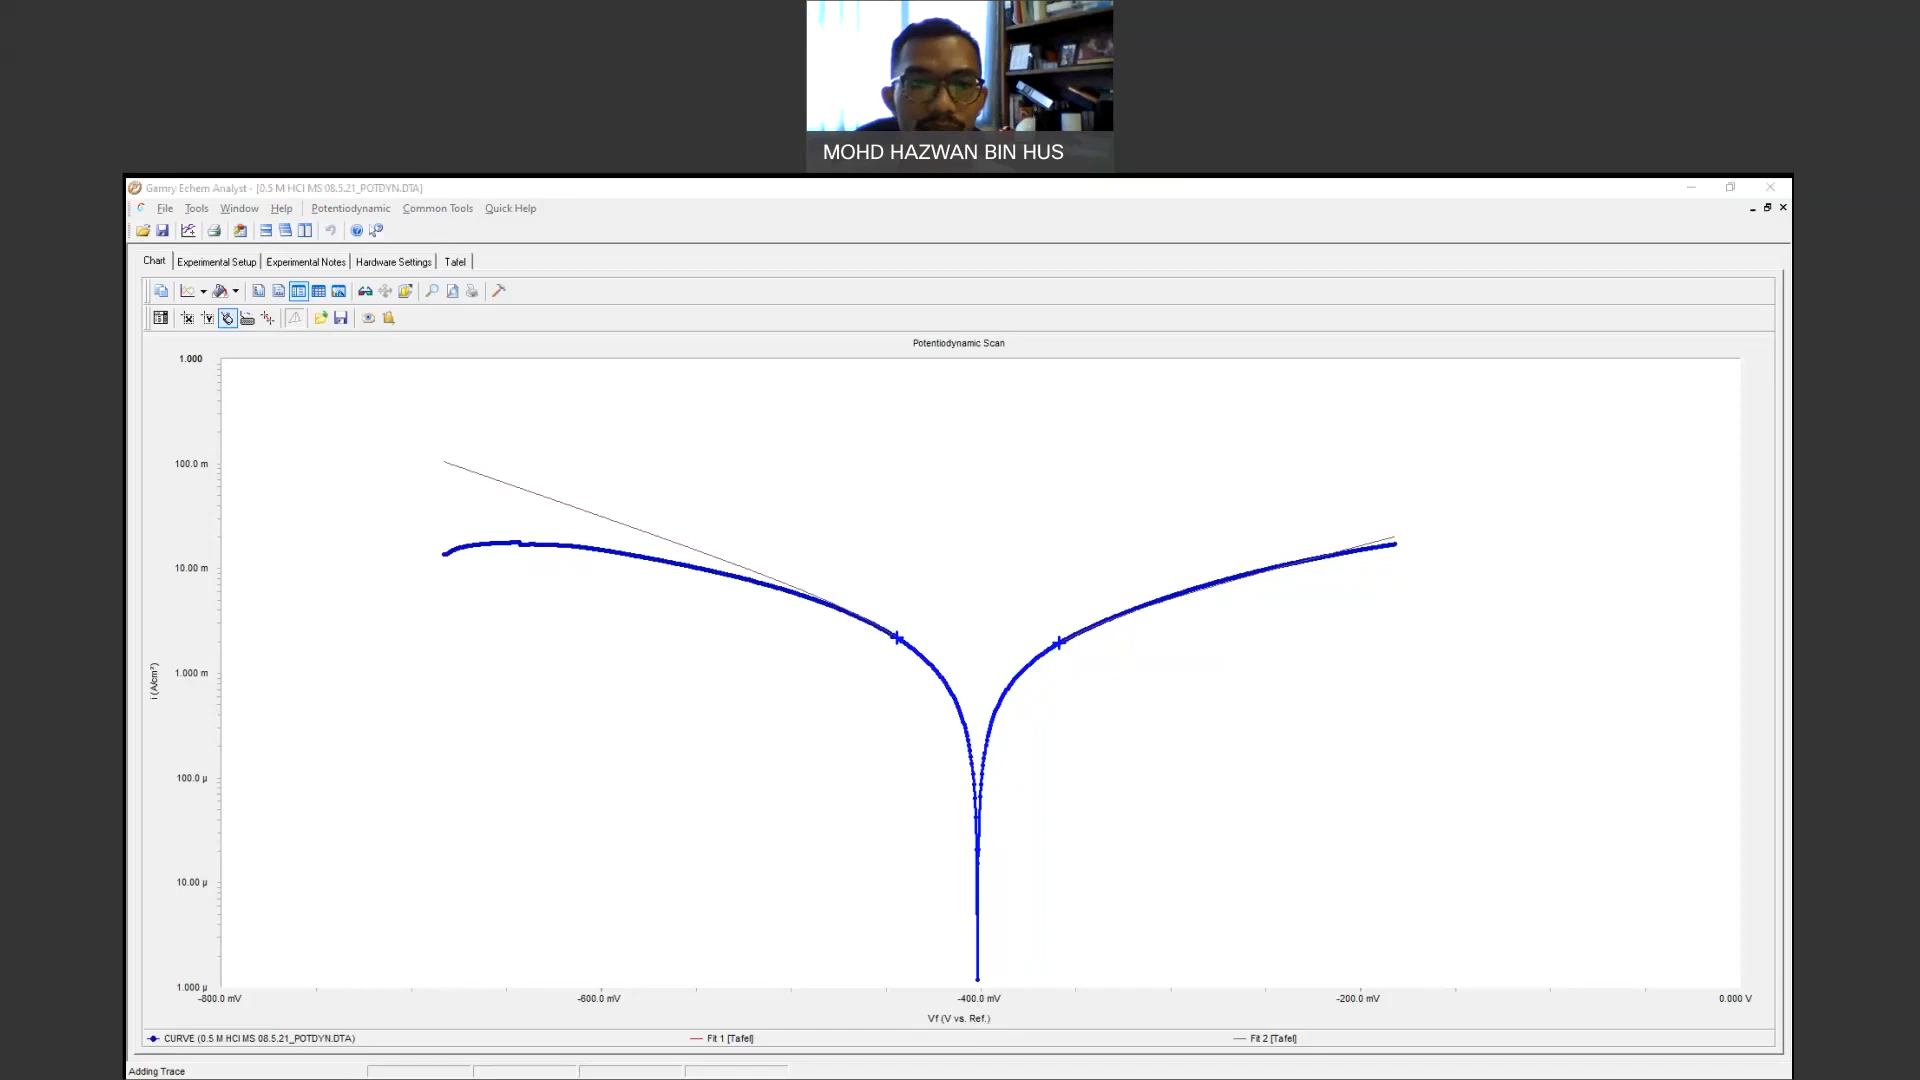 MOHD HAZWAN BIN HUS
Gamry Echem Analyst - [0.5 M HCl MS 08.5.21_POTDYN.DTA]
File Tools Window Help Potentiodynamic Common Tools Quick Help
Chart Experimental Setup Experimental Notes Hardware Settings Tafel
Potentiodynamic Scan
1.000
100.0 m
10.00 m
1.000 m
100.0 µ
10.00 µ
1.000 µ
i (A/cm²)
-800.0 mV -600.0 mV -400.0 mV -200.0 mV 0.000 V
Vf (V vs. Ref.)
CURVE (0.5 M HCl MS 08.5.21_POTDYN.DTA) Fit 1 [Tafel] Fit 2 [Tafel]
Adding Trace